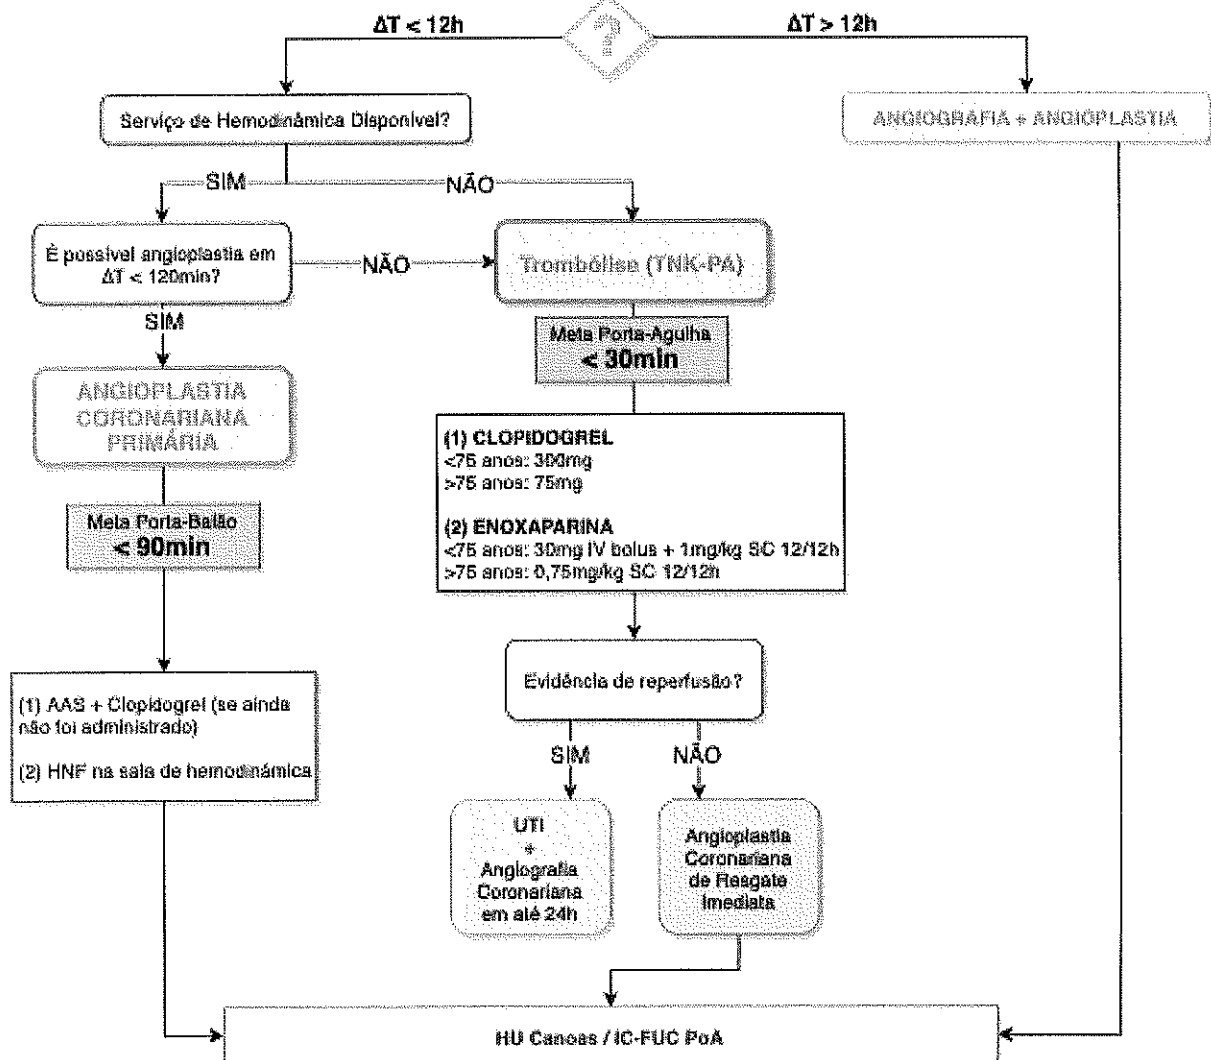 ΔT < 12h
?
ΔT > 12h
Serviço de Hemodinâmica Disponível?
ANGIOGRAFIA + ANGIOPLASTIA
SIM
NÃO
É possível angioplastia em
ΔT < 120min?
NÃO
Trombólise (TNK-PA)
SIM
Meta Porta-Agulha
< 30min
ANGIOPLASTIA
CORONARIANA
PRIMÁRIA
(1) CLOPIDOGREL
<75 anos: 300mg
>75 anos: 75mg
(2) ENOXAPARINA
<75 anos: 30mg IV bolus + 1mg/kg SC 12/12h
>75 anos: 0,75mg/kg SC 12/12h
Meta Porta-Balão
< 90min
Evidência de reperfusão?
(1) AAS + Clopidogrel (se ainda
não foi administrado)
(2) HNF na sala de hemodinâmica
SIM
NÃO
UTI
+
Angiografia
Coronariana
em até 24h
Angioplastia
Coronariana
de Resgate
Imediata
HU Canoas / IC-FUC PoA